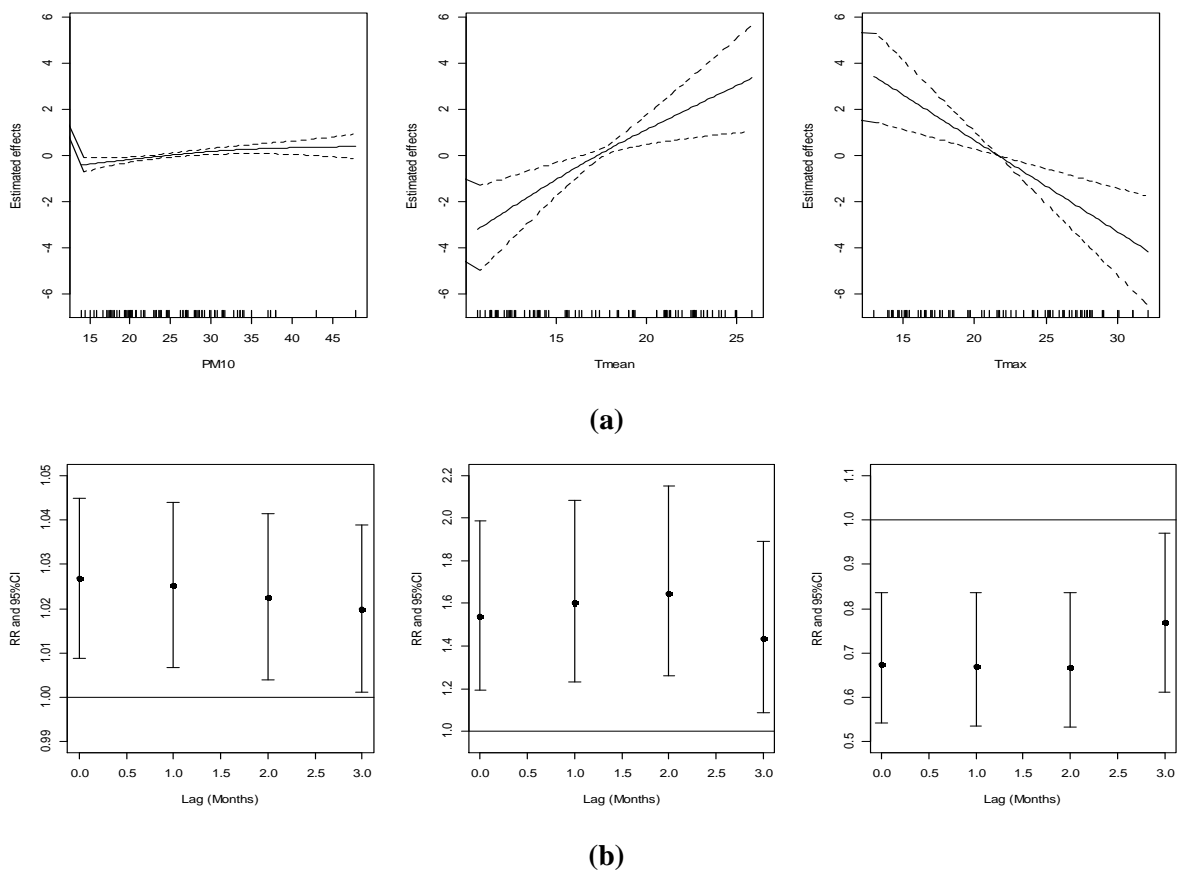 6
4
2
0
-2
-4
-6
Estimated effects
15 20 25 30 35 40 45
PM10
6
4
2
0
-2
-4
-6
Estimated effects
15 20 25
Tmean
6
4
2
0
-2
-4
-6
Estimated effects
15 20 25 30
Tmax
(a)
1.05
1.04
1.03
1.02
1.01
1.00
0.99
RR and 95%CI
0.0 0.5 1.0 1.5 2.0 2.5 3.0
Lag (Months)
2.2
2.0
1.8
1.6
1.4
1.2
1.0
RR and 95%CI
0.0 0.5 1.0 1.5 2.0 2.5 3.0
Lag (Months)
1.1
1.0
0.9
0.8
0.7
0.6
0.5
RR and 95%CI
0.0 0.5 1.0 1.5 2.0 2.5 3.0
Lag (Months)
(b)